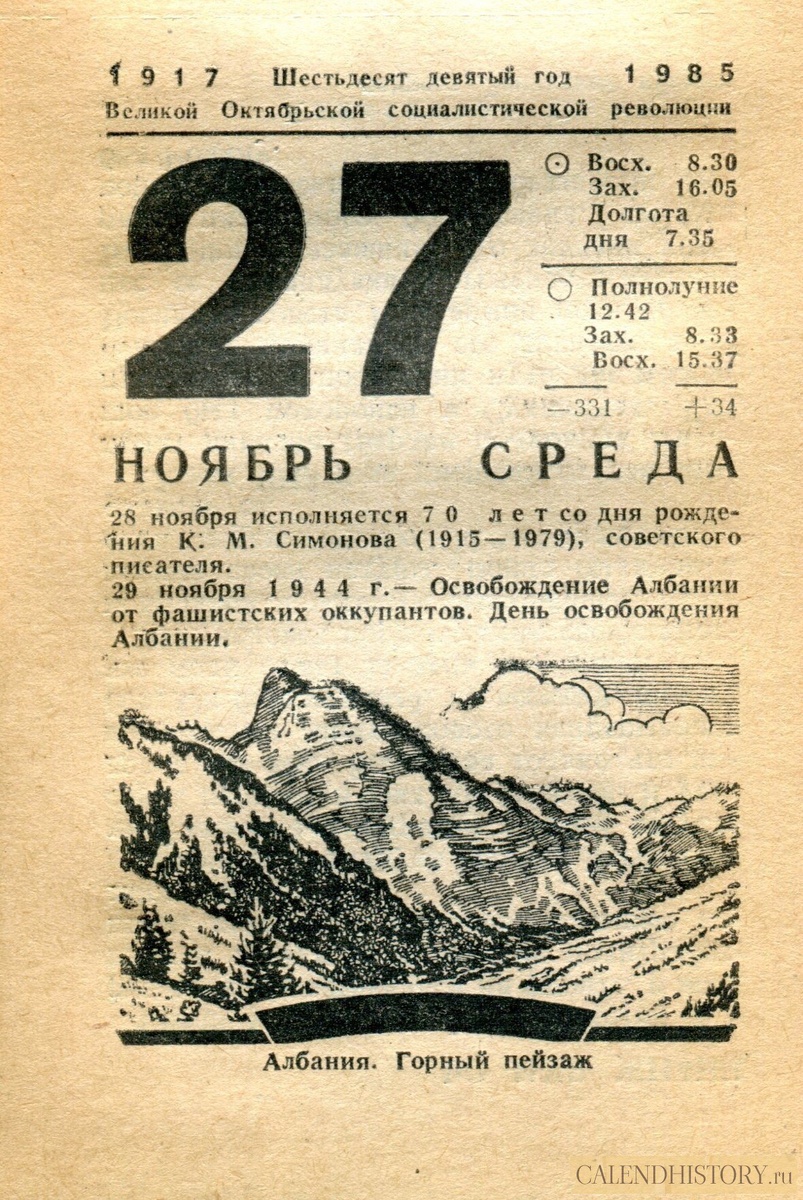 1917 Шестьдесят девятый год 1985
Великой Октябрьской социалистической революции
27
Восх. 8.30
Зах. 16.05
Долгота
дня 7.35
Полнолуние
12.42
Зах. 8.33
Восх. 15.37
—331 +34
НОЯБРЬ СРЕДА
28 ноября исполняется 70 лет со дня рожде-
ния К. М. Симонова (1915—1979), советского
писателя.
29 ноября 1944 г.— Освобождение Албании
от фашистских оккупантов. День освобождения
Албании.
Албания. Горный пейзаж
CALENDHISTORY.ru